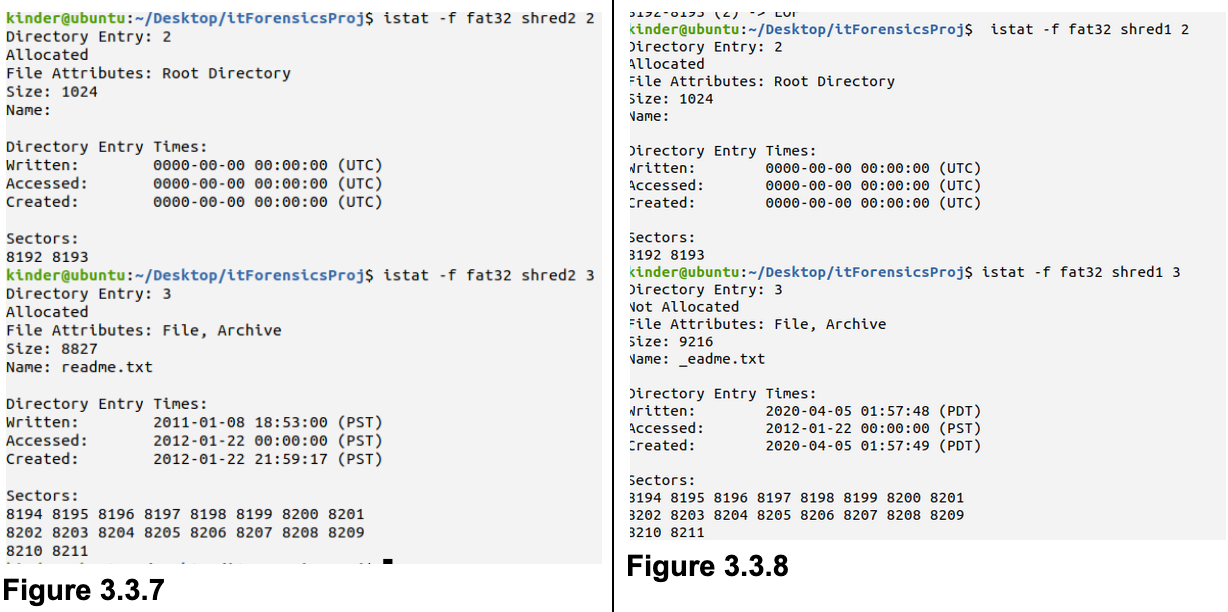 kinder@ubuntu:~/Desktop/itForensicsProj$ istat -f fat32 shred2 2
Directory Entry: 2
Allocated
File Attributes: Root Directory
Size: 1024
Name:
Directory Entry Times:
Written: 0000-00-00 00:00:00 (UTC)
Accessed: 0000-00-00 00:00:00 (UTC)
Created: 0000-00-00 00:00:00 (UTC)
Sectors:
8192 8193
kinder@ubuntu:~/Desktop/itForensicsProj$ istat -f fat32 shred2 3
Directory Entry: 3
Allocated
File Attributes: File, Archive
Size: 8827
Name: readme.txt
Directory Entry Times:
Written: 2011-01-08 18:53:00 (PST)
Accessed: 2012-01-22 00:00:00 (PST)
Created: 2012-01-22 21:59:17 (PST)
Sectors:
8194 8195 8196 8197 8198 8199 8200 8201
8202 8203 8204 8205 8206 8207 8208 8209
8210 8211
Figure 3.3.7
8192-8193 (2) -> EOF
kinder@ubuntu:~/Desktop/itForensicsProj$ istat -f fat32 shred1 2
Directory Entry: 2
Allocated
File Attributes: Root Directory
Size: 1024
Name:
Directory Entry Times:
Written: 0000-00-00 00:00:00 (UTC)
Accessed: 0000-00-00 00:00:00 (UTC)
Created: 0000-00-00 00:00:00 (UTC)
Sectors:
8192 8193
kinder@ubuntu:~/Desktop/itForensicsProj$ istat -f fat32 shred1 3
Directory Entry: 3
Not Allocated
File Attributes: File, Archive
Size: 9216
Name: _eadme.txt
Directory Entry Times:
Written: 2020-04-05 01:57:48 (PDT)
Accessed: 2012-01-22 00:00:00 (PST)
Created: 2020-04-05 01:57:49 (PDT)
Sectors:
8194 8195 8196 8197 8198 8199 8200 8201
8202 8203 8204 8205 8206 8207 8208 8209
8210 8211
Figure 3.3.8